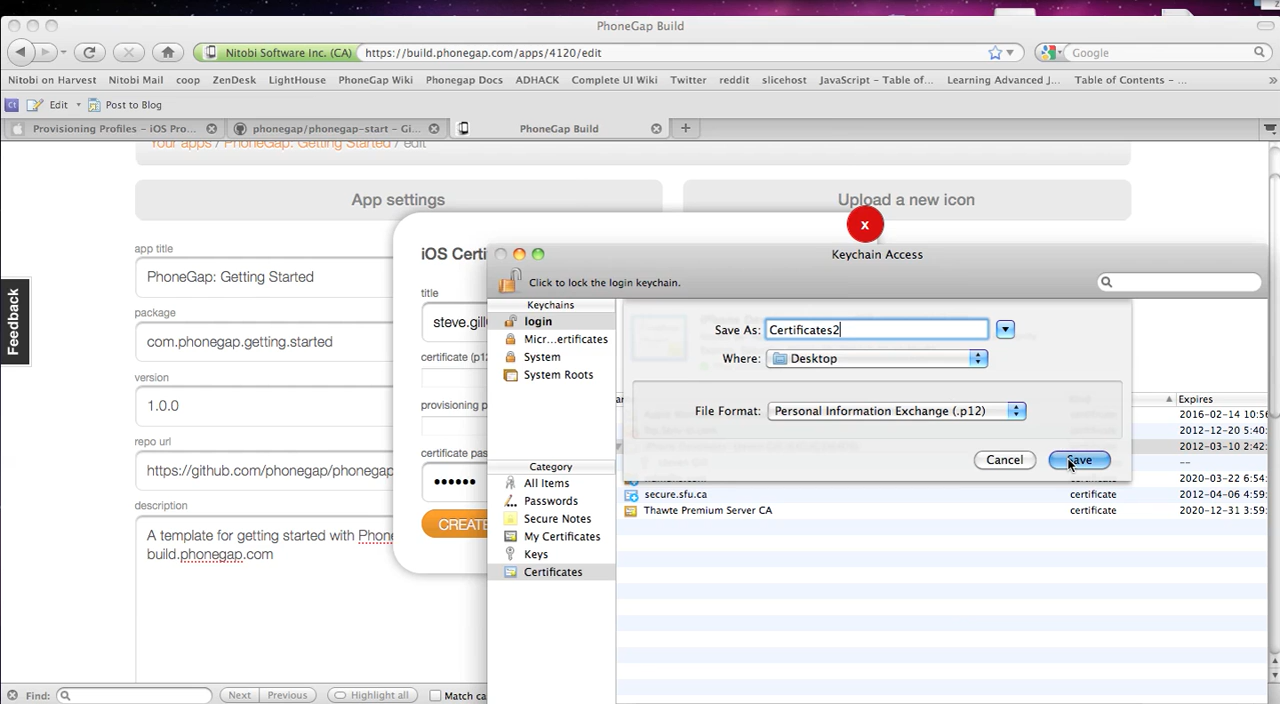 PhoneGap Build
Nitobi Software Inc. (CA)
https://build.phonegap.com/apps/4120/edit
Google
Nitobi on Harvest
Nitobi Mail
coop
ZenDesk
LightHouse
PhoneGap Wiki
Phonegap Docs
ADHACK
Complete UI Wiki
Twitter
reddit
slicehost
JavaScript - Table of...
Learning Advanced J...
Table of Contents - ...
Edit
Post to Blog
Provisioning Profiles - iOS Pro...
phonegap/phonegap-start - Gi...
PhoneGap Build
Your apps / PhoneGap: Getting Started / edit
App settings
Upload a new icon
x
Feedback
app title
PhoneGap: Getting Started
package
com.phonegap.getting.started
version
1.0.0
repo url
https://github.com/phonegap/phonegap
description
A template for getting started with Phone
build.phonegap.com
iOS Certi
title
steve.gill
certificate (p12
provisioning p
certificate pas
••••••
CREATE
Keychain Access
Click to lock the login keychain.
Keychains
login
Micr...ertificates
System
System Roots
Category
All Items
Passwords
Secure Notes
My Certificates
Keys
Certificates
Save As: Certificates2
Where: Desktop
File Format: Personal Information Exchange (.p12)
Cancel
Save
Expires
2016-02-14 10:56
2012-12-20 5:40:
2012-03-10 2:42:
--
certificate 2020-03-22 6:54:
secure.sfu.ca certificate 2012-04-06 4:59:
Thawte Premium Server CA certificate 2020-12-31 3:59:
Find:
Next
Previous
Highlight all
Match ca